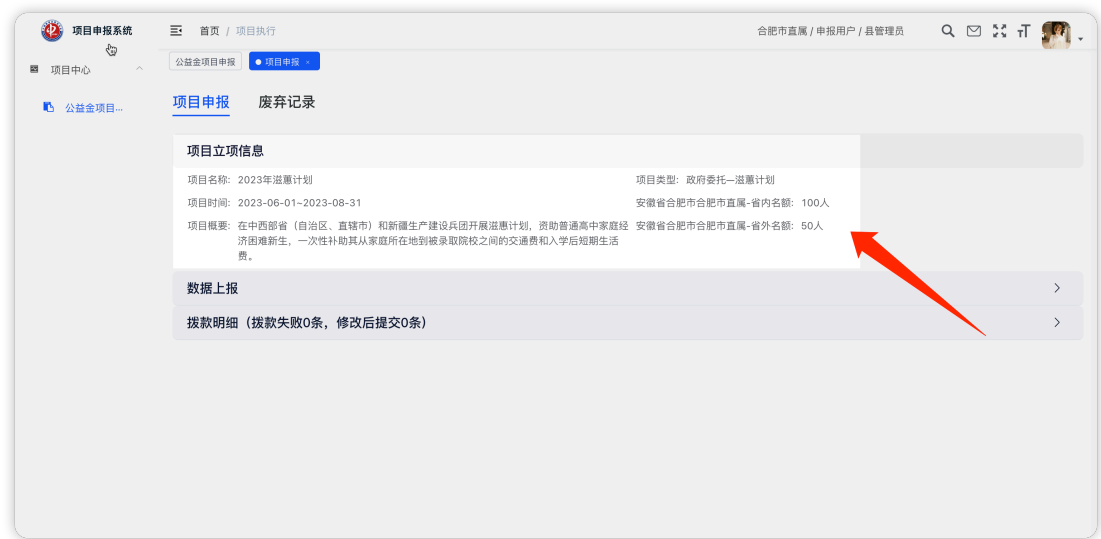 项目申报系统
首页 / 项目执行
合肥市直属 / 申报用户 / 县管理员
项目中心
公益金项目...
公益金项目申报
项目申报 ×
项目申报
废弃记录
项目立项信息
项目名称: 2023年滋蕙计划
项目类型: 政府委托—滋蕙计划
项目时间: 2023-06-01~2023-08-31
安徽省合肥市合肥市直属-省内名额: 100人
项目概要: 在中西部省（自治区、直辖市）和新疆生产建设兵团开展滋蕙计划，资助普通高中家庭经
济困难新生，一次性补助其从家庭所在地到被录取院校之间的交通费和入学后短期生活
费。
安徽省合肥市合肥市直属-省外名额: 50人
数据上报
拨款明细（拨款失败0条，修改后提交0条）